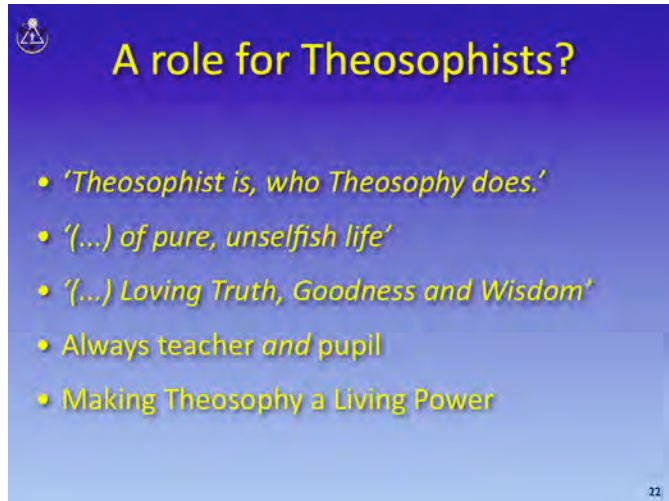 A role for Theosophists?
• ‘Theosophist is, who Theosophy does.’
• ‘(...) of pure, unselfish life’
• ‘(...) Loving Truth, Goodness and Wisdom’
• Always teacher and pupil
• Making Theosophy a Living Power
22